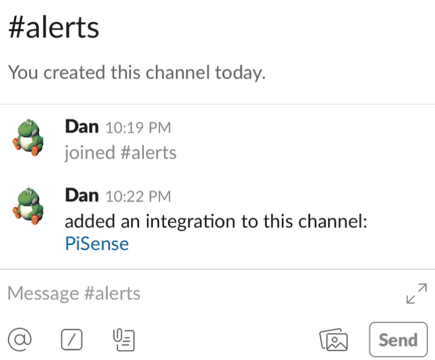 #alerts
You created this channel today.
Dan 10:19 PM
joined #alerts
Dan 10:22 PM
added an integration to this channel:
PiSense
Message #alerts
@ / Send